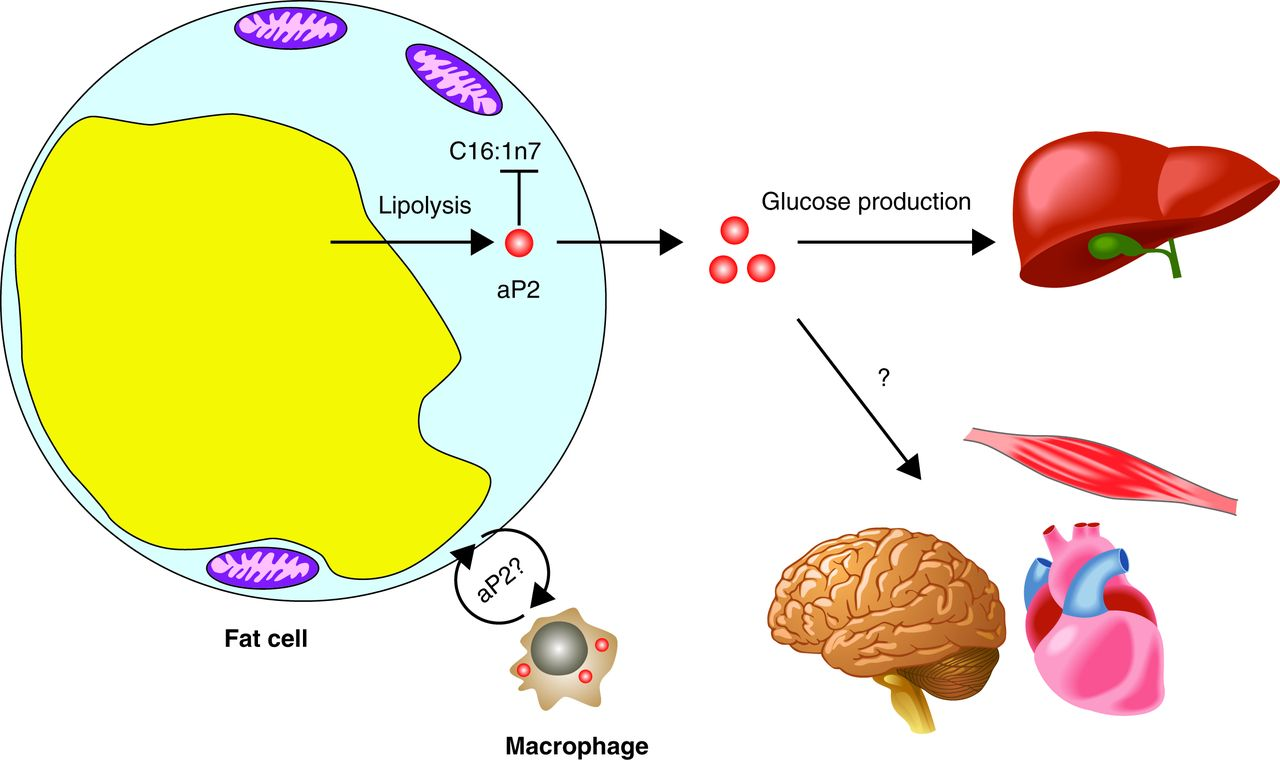 C16:1n7
Lipolysis
Glucose production
aP2
?
aP2?
Fat cell
Macrophage